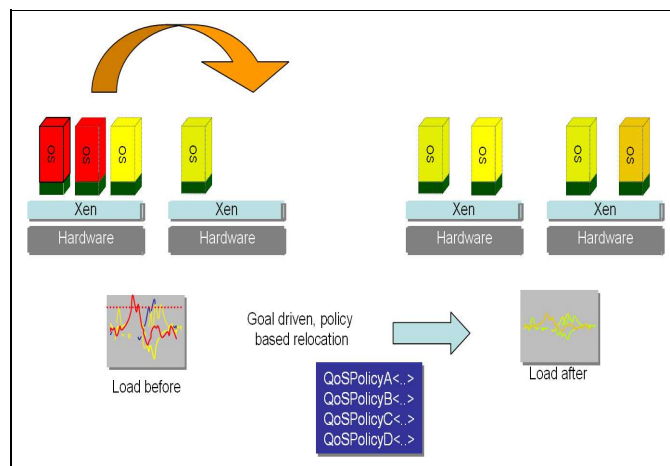 OS OS OS OS OS OS OS OS
Xen Xen Xen Xen
Hardware Hardware Hardware Hardware
Load before
Goal driven, policy
based relocation
Load after
QoSPolicyA<..>
QoSPolicyB<..>
QoSPolicyC<..>
QoSPolicyD<..>